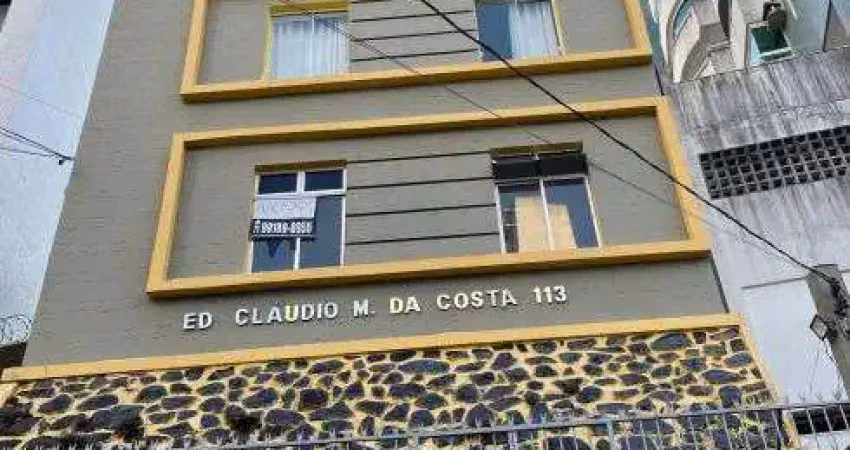 ED CLAUDIO M. DA COSTA 113